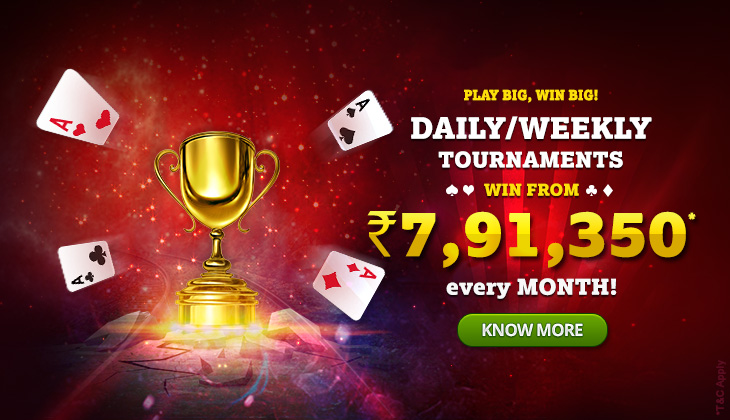 PLAY BIG, WIN BIG!
DAILY/WEEKLY
TOURNAMENTS
♠ ♥ WIN FROM ♣ ♦
₹7,91,350*
every MONTH!
KNOW MORE
*T&C Apply
A
A
A
A